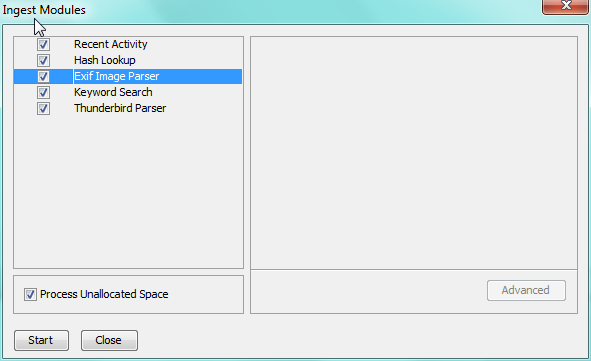 Ingest Modules
Recent Activity
Hash Lookup
Exif Image Parser
Keyword Search
Thunderbird Parser
Process Unallocated Space
Advanced
Start
Close